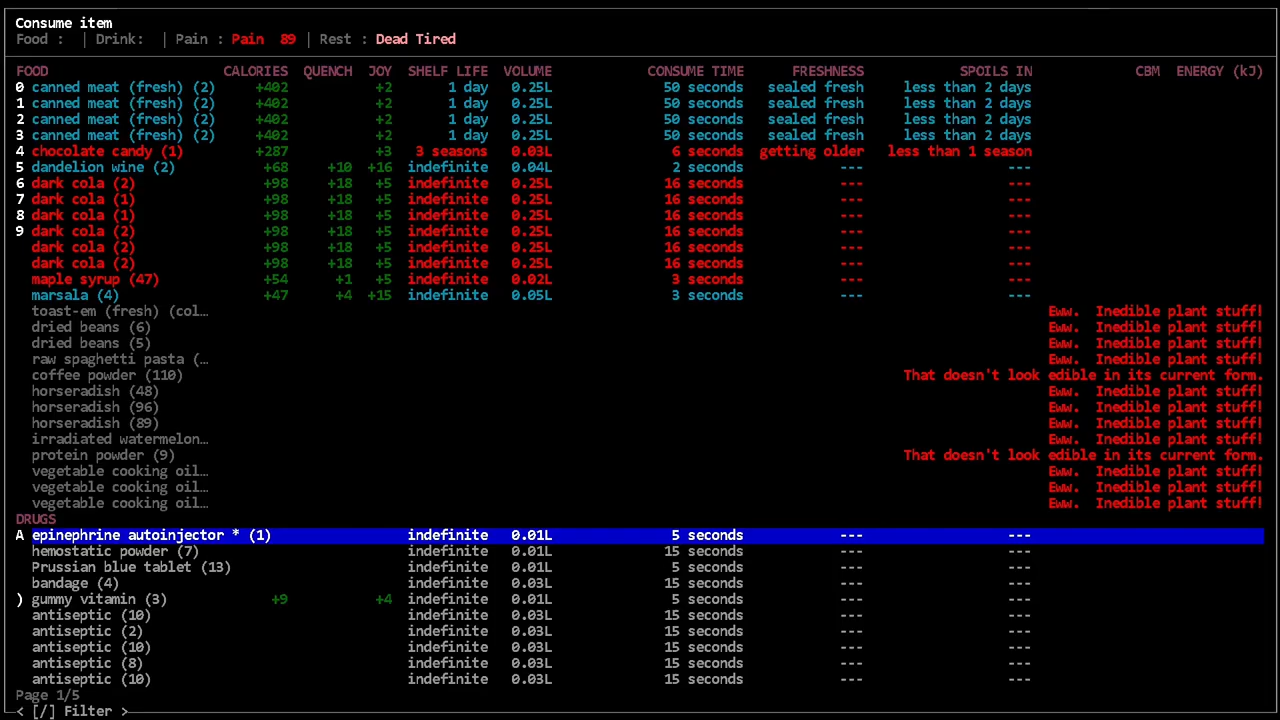 Consume item
Food :  | Drink:  | Pain : Pain 89 | Rest : Dead Tired
FOOD CALORIES QUENCH JOY SHELF LIFE VOLUME CONSUME TIME FRESHNESS SPOILS IN CBM ENERGY (kJ)
0 canned meat (fresh) (2) +402 +2 1 day 0.25L 50 seconds sealed fresh less than 2 days
1 canned meat (fresh) (2) +402 +2 1 day 0.25L 50 seconds sealed fresh less than 2 days
2 canned meat (fresh) (2) +402 +2 1 day 0.25L 50 seconds sealed fresh less than 2 days
3 canned meat (fresh) (2) +402 +2 1 day 0.25L 50 seconds sealed fresh less than 2 days
4 chocolate candy (1) +287 +3 3 seasons 0.03L 6 seconds getting older less than 1 season
5 dandelion wine (2) +68 +10 +16 indefinite 0.04L 2 seconds --- ---
6 dark cola (2) +98 +18 +5 indefinite 0.25L 16 seconds --- ---
7 dark cola (1) +98 +18 +5 indefinite 0.25L 16 seconds --- ---
8 dark cola (2) +98 +18 +5 indefinite 0.25L 16 seconds --- ---
9 dark cola (2) +98 +18 +5 indefinite 0.25L 16 seconds --- ---
dark cola (2) +98 +18 +5 indefinite 0.25L 16 seconds --- ---
dark cola (2) +98 +18 +5 indefinite 0.25L 16 seconds --- ---
maple syrup (47) +54 +1 +5 indefinite 0.02L 3 seconds --- ---
marsala (4) +47 +4 +15 indefinite 0.05L 3 seconds --- ---
toast-em (fresh) (col… Eww. Inedible plant stuff!
dried beans (6) Eww. Inedible plant stuff!
dried beans (5) Eww. Inedible plant stuff!
raw spaghetti pasta (… Eww. Inedible plant stuff!
coffee powder (110) That doesn't look edible in its current form.
horseradish (48) Eww. Inedible plant stuff!
horseradish (96) Eww. Inedible plant stuff!
horseradish (89) Eww. Inedible plant stuff!
irradiated watermelon… Eww. Inedible plant stuff!
protein powder (9) That doesn't look edible in its current form.
vegetable cooking oil… Eww. Inedible plant stuff!
vegetable cooking oil… Eww. Inedible plant stuff!
vegetable cooking oil… Eww. Inedible plant stuff!
DRUGS
A epinephrine autoinjector * (1) indefinite 0.01L 5 seconds --- ---
hemostatic powder (7) indefinite 0.01L 15 seconds --- ---
Prussian blue tablet (13) indefinite 0.01L 5 seconds --- ---
bandage (4) indefinite 0.03L 15 seconds --- ---
) gummy vitamin (3) +9 +4 indefinite 0.01L 5 seconds --- ---
antiseptic (10) indefinite 0.03L 15 seconds --- ---
antiseptic (2) indefinite 0.03L 15 seconds --- ---
antiseptic (10) indefinite 0.03L 15 seconds --- ---
antiseptic (8) indefinite 0.03L 15 seconds --- ---
antiseptic (10) indefinite 0.03L 15 seconds --- ---
Page 1/5
< [/] Filter >